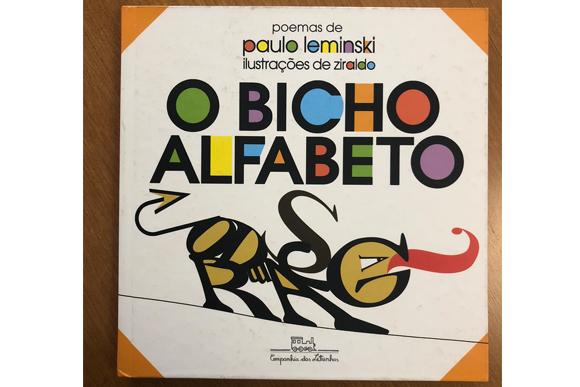 poemas de
paulo leminski
ilustrações de ziraldo
O BICHO
ALFABETO
Companhia das Letrinhas